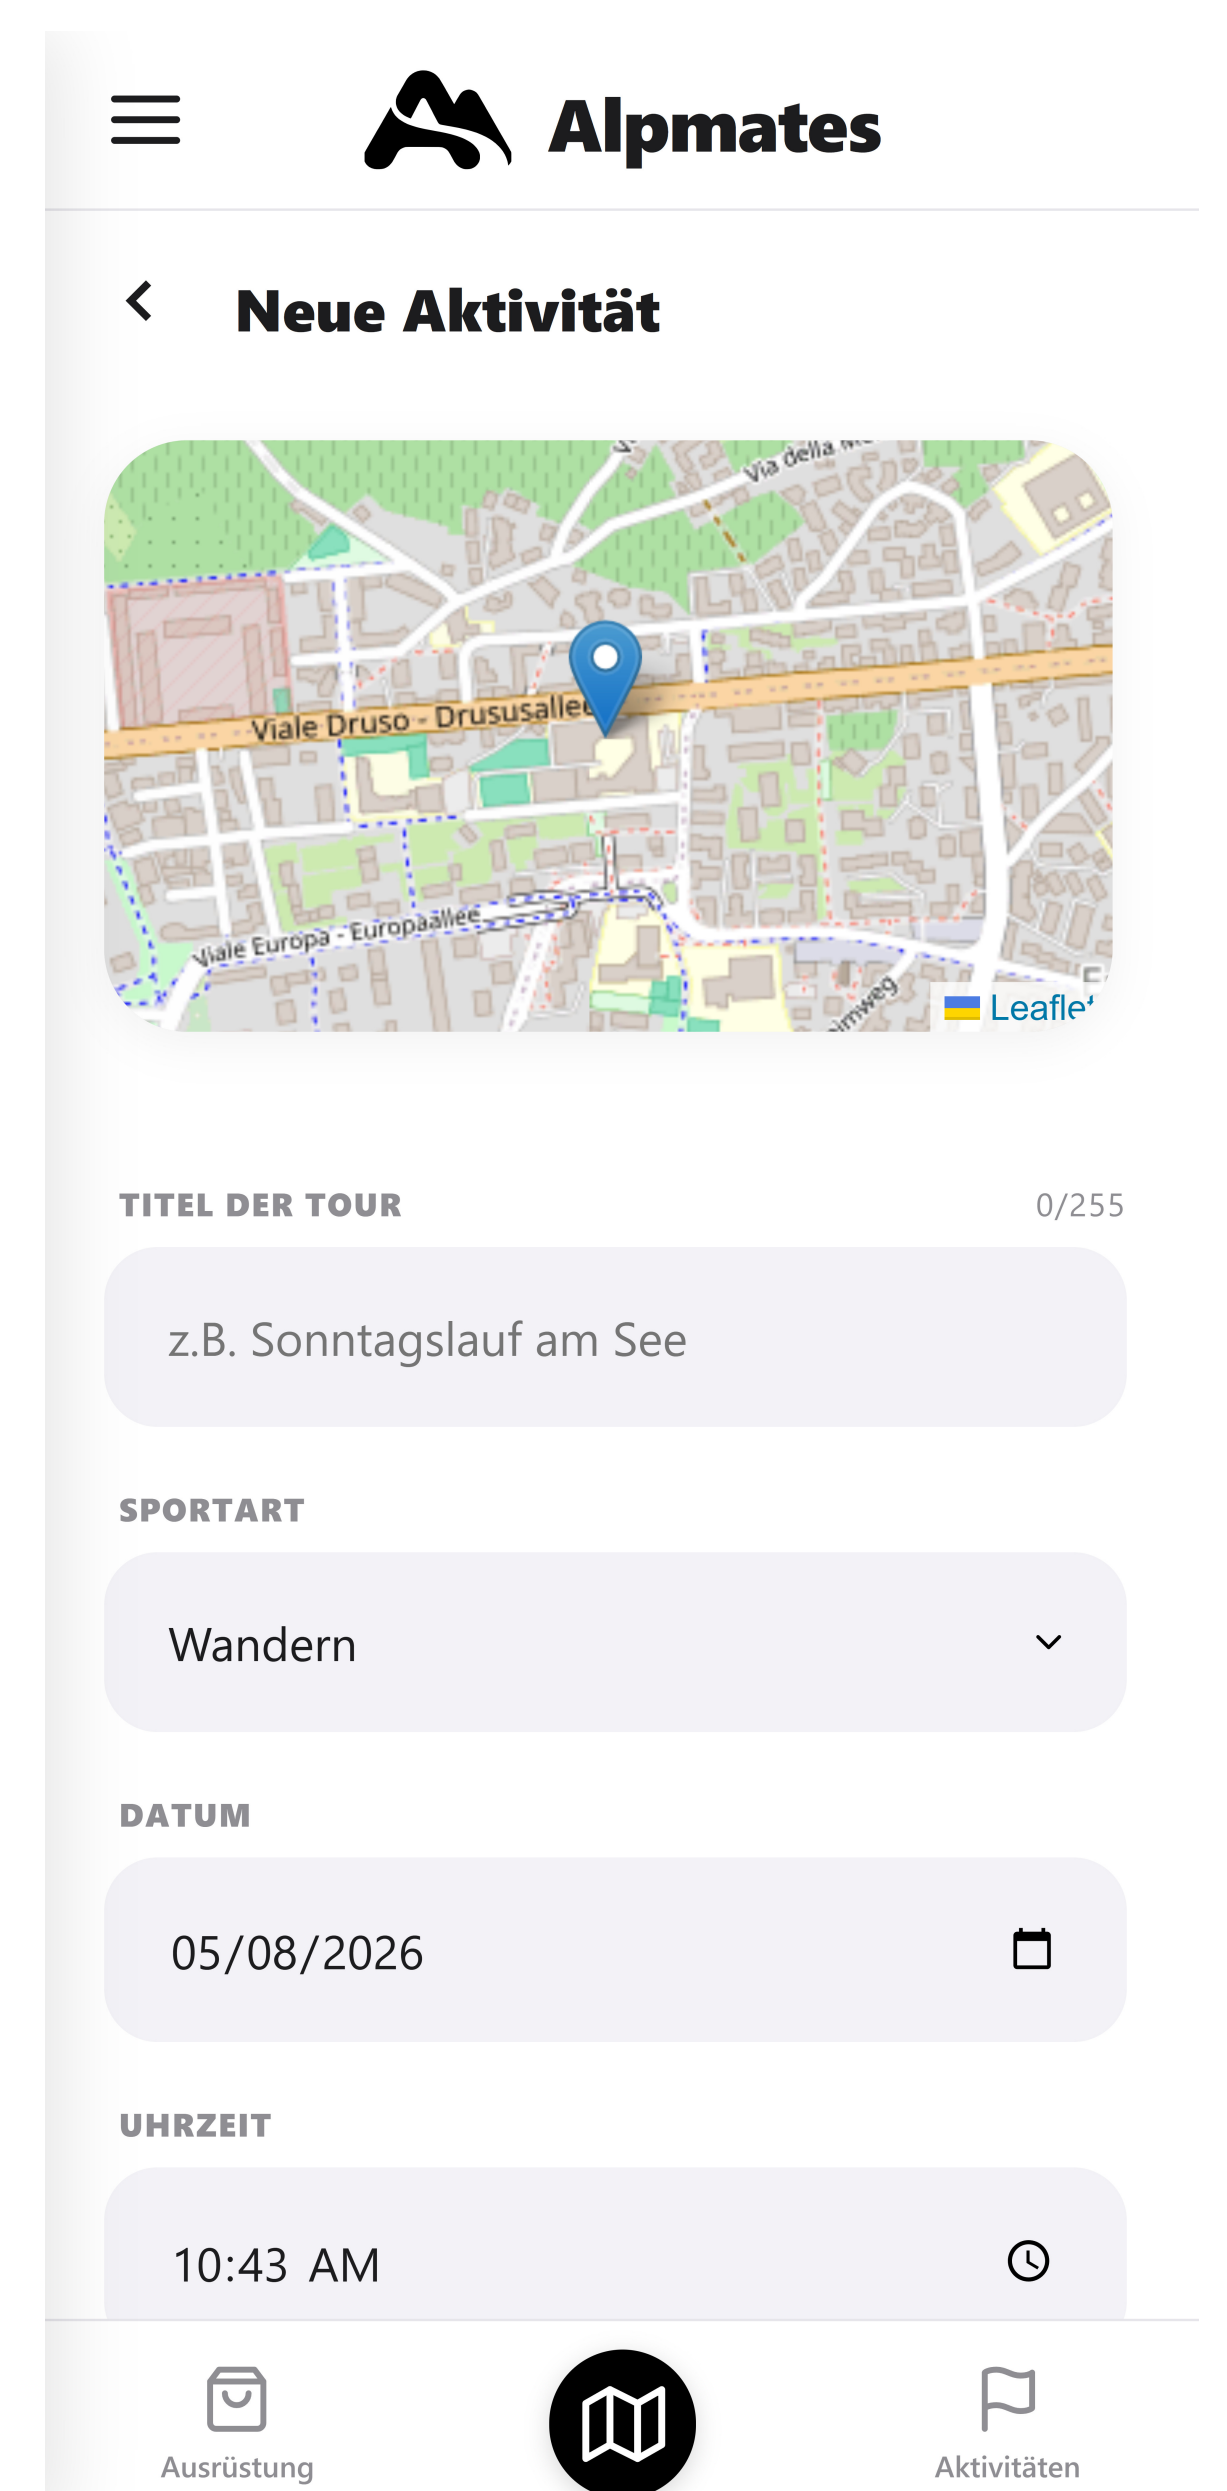 Alpmates
Neue Aktivität
Via della
Viale Druso - Drususallee
Viale Europa - Europaallee
Leaflet
TITEL DER TOUR 0/255
z.B. Sonntagslauf am See
SPORTART
Wandern
DATUM
05/08/2026
UHRZEIT
10:43 AM
Ausrüstung
Aktivitäten